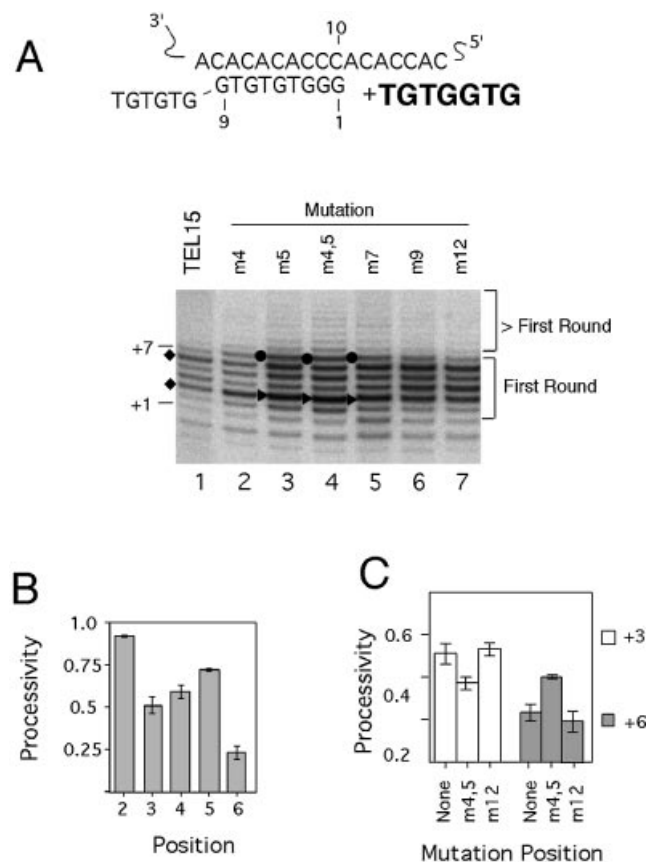 A
3' 10 5'
ACACACACCCACACCAC
TGTGTG GTGTGTGGG +TGTGGTG
9 1
Mutation
TEL15 m4 m5 m4,5 m7 m9 m12
> First Round
+7
First Round
+1
1 2 3 4 5 6 7
B
Processivity
1.0
0.75
0.50
0.25
2 3 4 5 6
Position
C
Processivity
0.6
0.4
0.2
+3
+6
None m4,5 m12 None m4,5 m12
Mutation Position